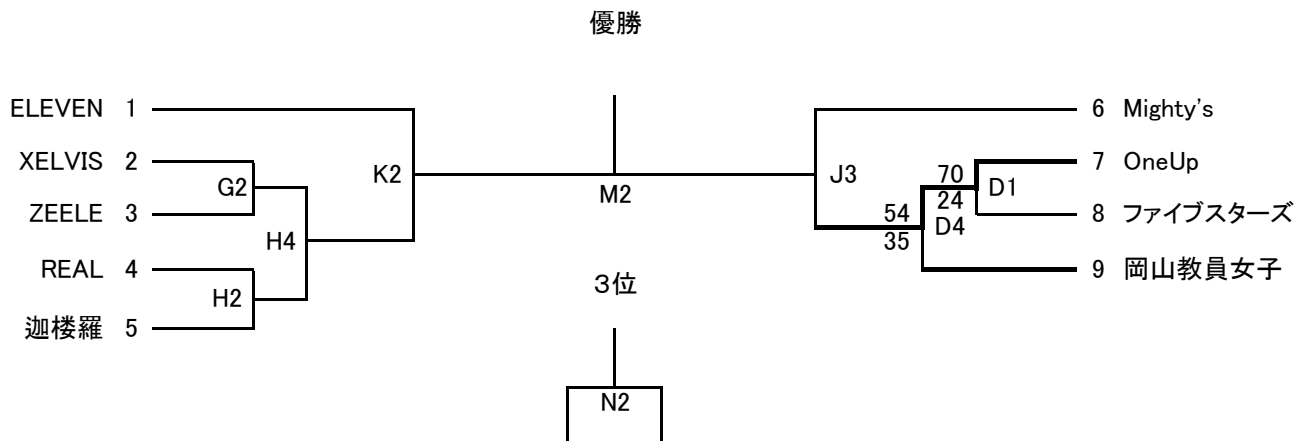 優勝
ELEVEN 1
XELVIS 2
ZEELE 3
REAL 4
迦楼羅 5
G2
H2
H4
K2
M2
J3
54
35
D4
70
24
D1
6 Mighty's
7 OneUp
8 ファイブスターズ
9 岡山教員女子
3位
N2